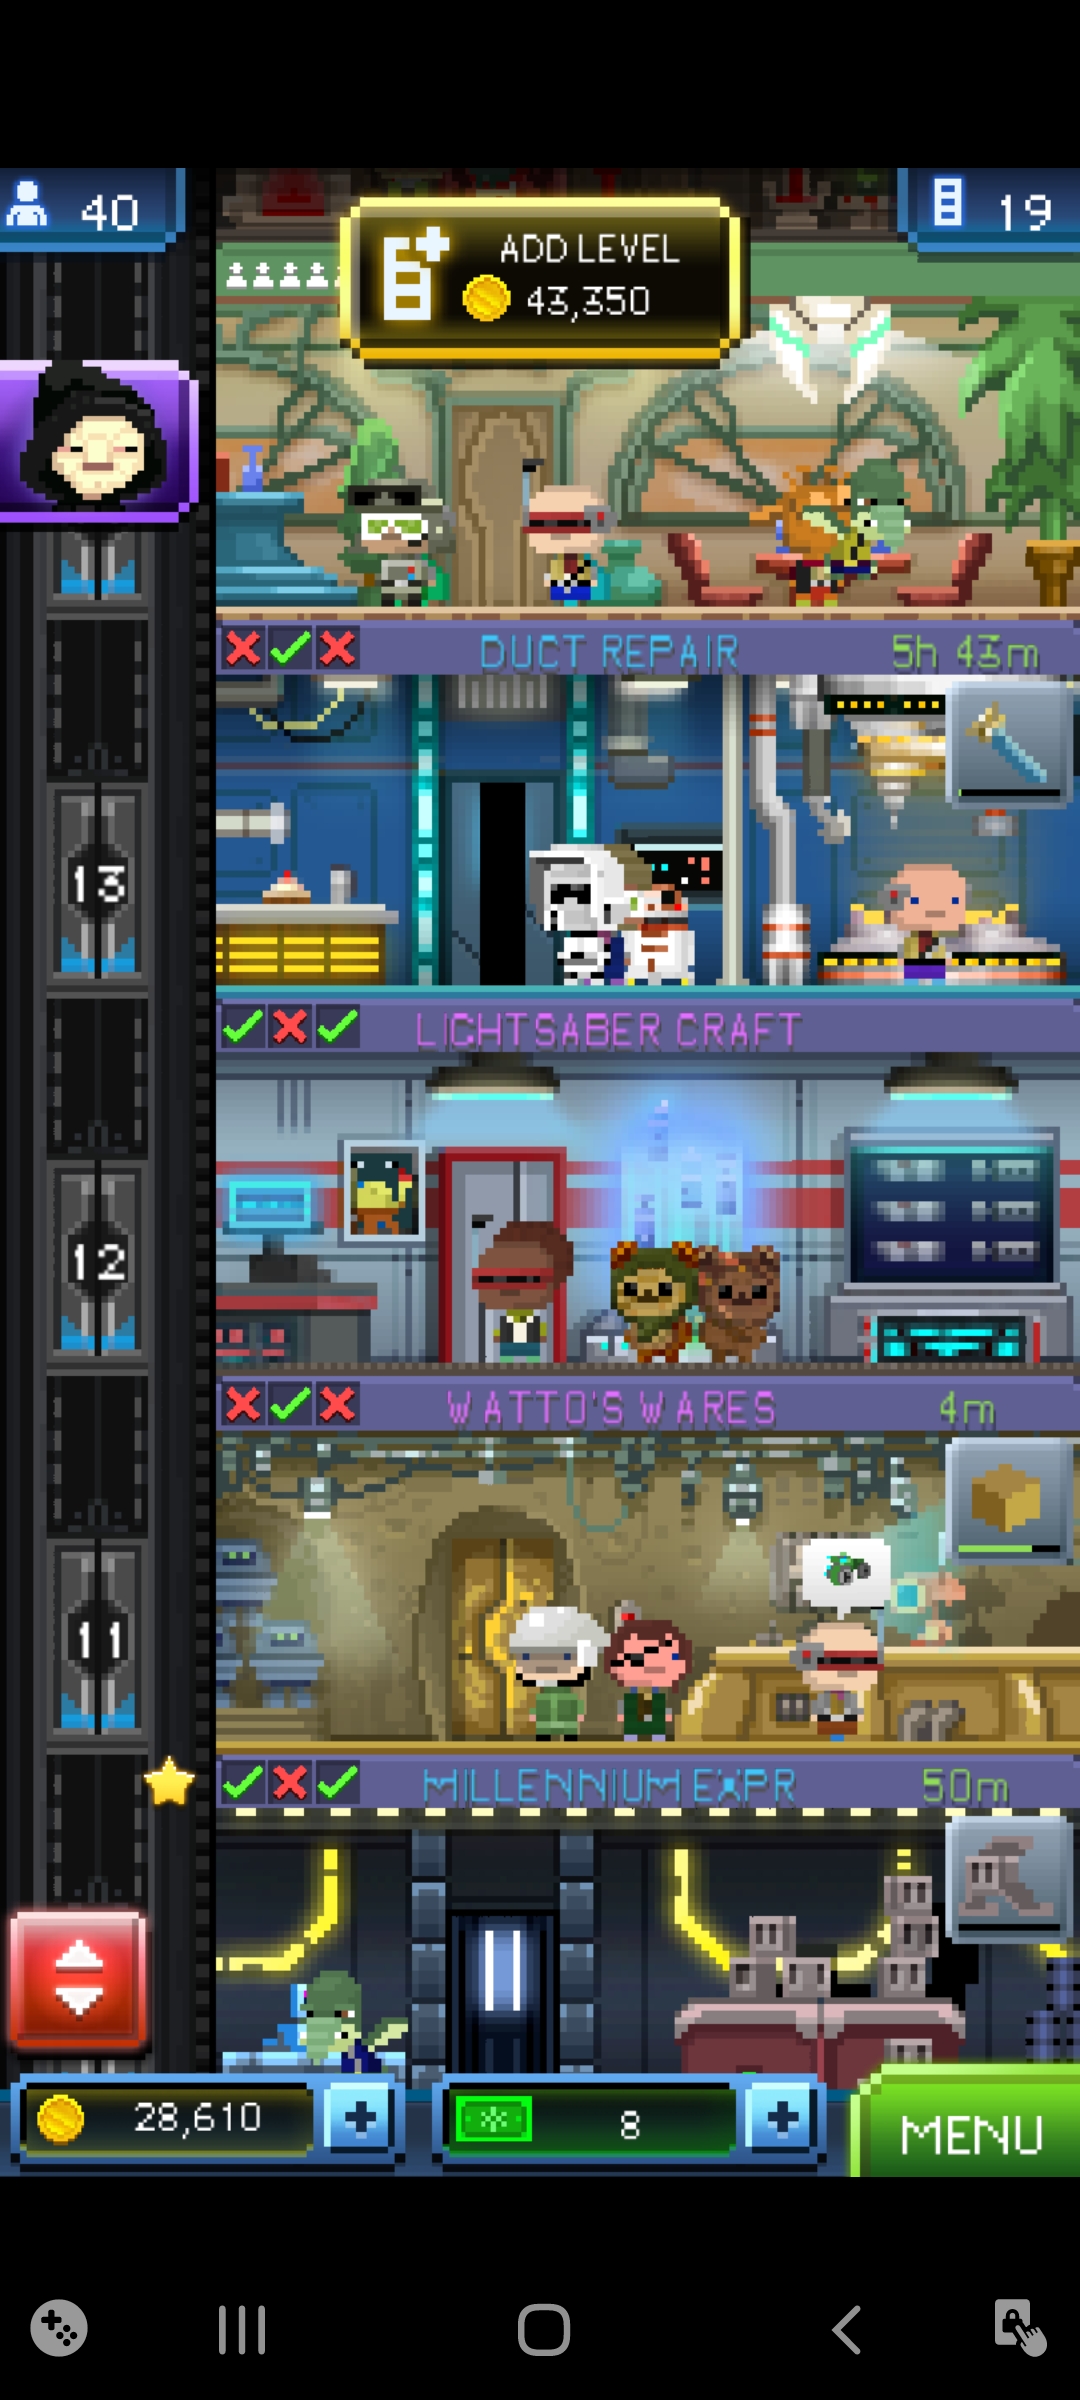 40
ADD LEVEL
43,350
19
DUCT REPAIR 5h 43m
13
LIGHTSABER CRAFT
12
WATTO'S WARES 4m
11
MILLENNIUM EXPR 50m
28,610
8
MENU